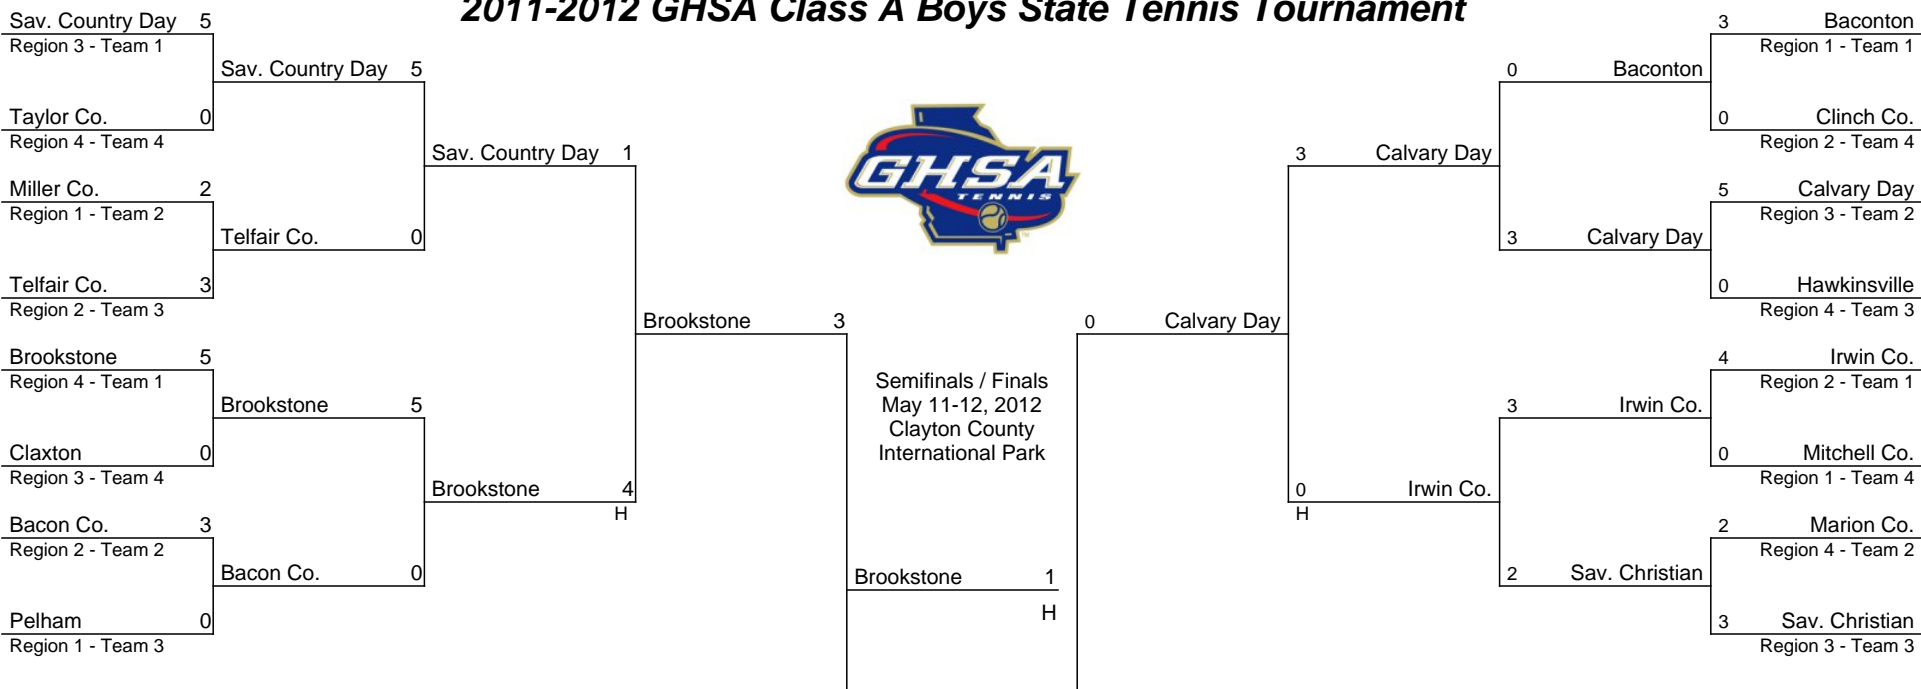 2011-2012 GHSA Class A Boys State Tennis Tournament
Sav. Country Day 5
Region 3 - Team 1
Taylor Co. 0
Region 4 - Team 4
Miller Co. 2
Region 1 - Team 2
Telfair Co. 3
Region 2 - Team 3
Brookstone 5
Region 4 - Team 1
Claxton 0
Region 3 - Team 4
Bacon Co. 3
Region 2 - Team 2
Pelham 0
Region 1 - Team 3
Sav. Country Day 5
Telfair Co. 0
Brookstone 5
Bacon Co. 0
Sav. Country Day 1
Brookstone 4
H
Brookstone 3
GHSA
TENNIS
Semifinals / Finals
May 11-12, 2012
Clayton County
International Park
Brookstone 1
H
0 Calvary Day
3 Calvary Day
0 Irwin Co.
H
0 Baconton
3 Calvary Day
3 Irwin Co.
2 Sav. Christian
3 Baconton
Region 1 - Team 1
0 Clinch Co.
Region 2 - Team 4
5 Calvary Day
Region 3 - Team 2
0 Hawkinsville
Region 4 - Team 3
4 Irwin Co.
Region 2 - Team 1
0 Mitchell Co.
Region 1 - Team 4
2 Marion Co.
Region 4 - Team 2
3 Sav. Christian
Region 3 - Team 3